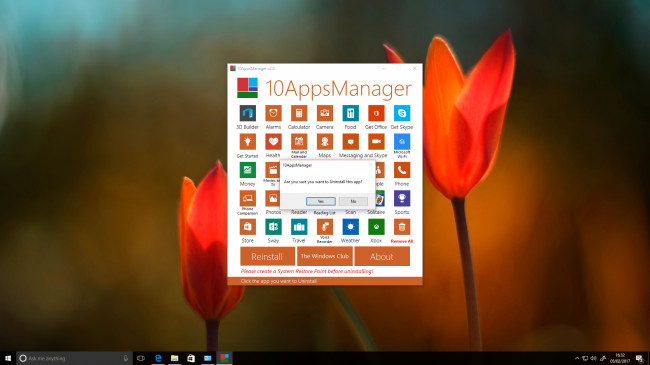 10AppsManager v2.0
10AppsManager
3D Builder Alarms Calculator Camera Food Get Office Get Skype
Get Started Health Mail and Calendar Maps Messaging and Skype Microsoft Wi-Fi
Money Movies and TV Phone
10AppsManager
Are you sure you want to Uninstall this app?
Yes No
Phone Companion Photos Reader Reading List Scan Solitaire Sports
Store Sway Travel Voice Recorder Weather Xbox Remove All
Reinstall The Windows Club About
Please create a System Restore Point before uninstalling!
Click the app you want to Uninstall
Ask me anything
16:32
05/02/2017